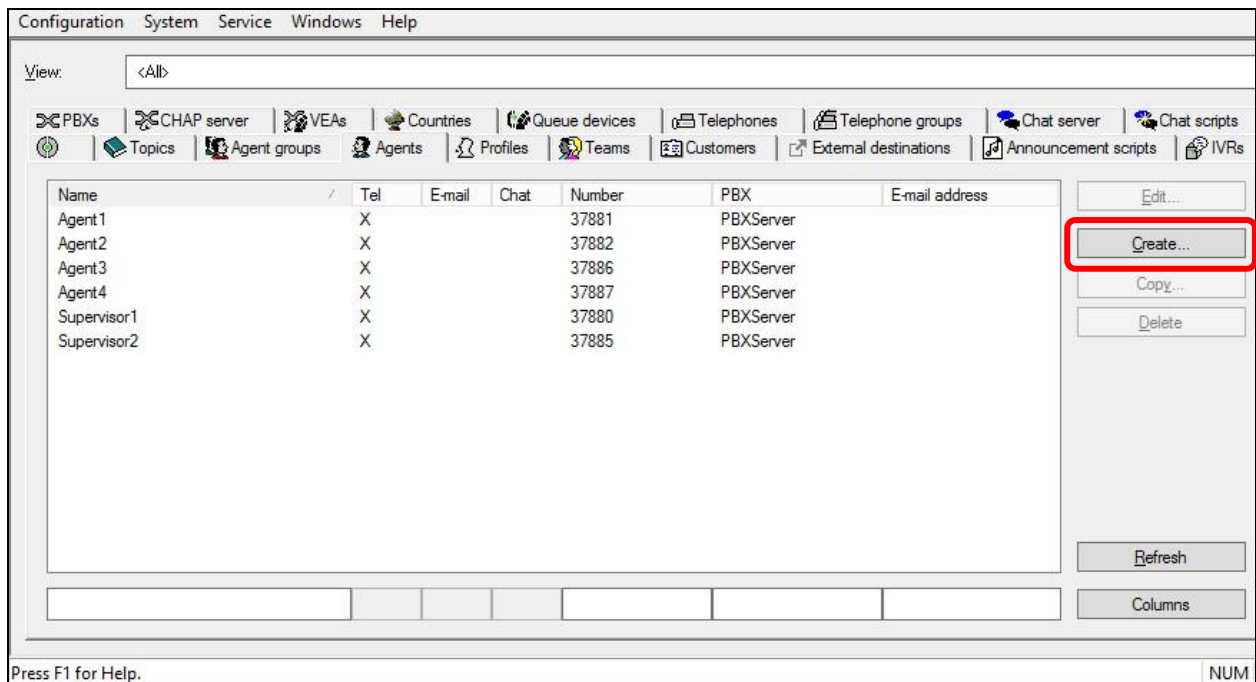 Configuration System Service Windows Help
View: <All>
PBXs CHAP server VEAs Countries Queue devices Telephones Telephone groups Chat server Chat scripts
Topics Agent groups Agents Profiles Teams Customers External destinations Announcement scripts IVRs
Name Tel E-mail Chat Number PBX E-mail address Edit...
Agent1 X 37881 PBXServer
Agent2 X 37882 PBXServer Create...
Agent3 X 37886 PBXServer
Agent4 X 37887 PBXServer Copy...
Supervisor1 X 37880 PBXServer Delete
Supervisor2 X 37885 PBXServer
Refresh
Columns
Press F1 for Help. NUM